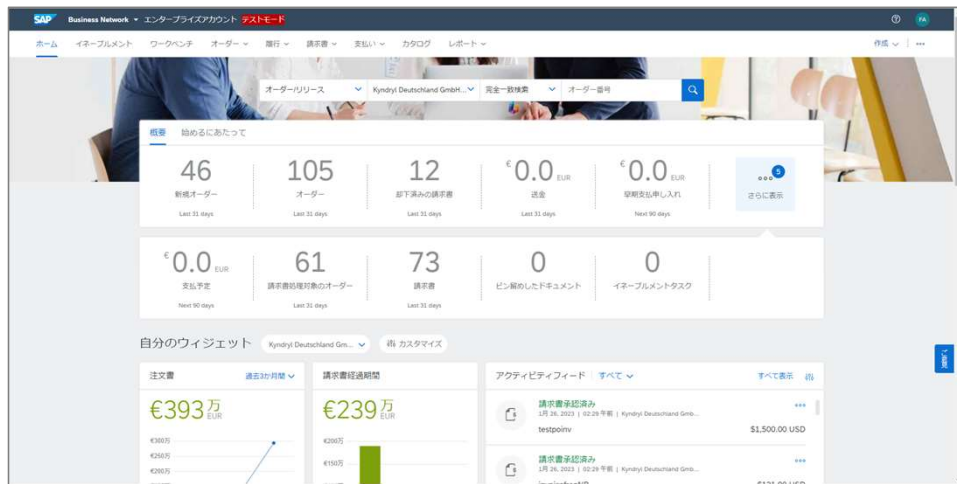 SAP Business Network エンタープライズアカウント テストモード FA
ホーム イネーブルメント ワークベンチ オーダー 履行 請求書 支払い カタログ レポート 作成
オーダー/リリース Kyndryl Deutschland GmbH... 完全一致検索 オーダー番号
概要 始めるにあたって
46 105 12 €0.0 EUR €0.0 EUR 5
新規オーダー オーダー 却下済みの請求書 送金 早期支払申し入れ さらに表示
Last 31 days Last 31 days Last 31 days Last 31 days Next 90 days
€0.0 EUR 61 73 0 0
支払予定 請求書処理対象のオーダー 請求書 ピン留めしたドキュメント イネーブルメントタスク
Next 90 days Last 31 days Last 31 days
自分のウィジェット Kyndryl Deutschland Gm... カスタマイズ
注文書 過去3か月間 請求書経過期間 アクティビティフィード すべて すべて表示
€393万 EUR €239万 EUR 請求書承認済み
1月 26, 2023 | 02:29 午前 | Kyndryl Deutschland Gmb...
testpoinv $1,500.00 USD
€300万 €200万
€250万 請求書承認済み
€200万 €150万 1月 26, 2023 | 02:29 午前 | Kyndryl Deutschland Gmb...